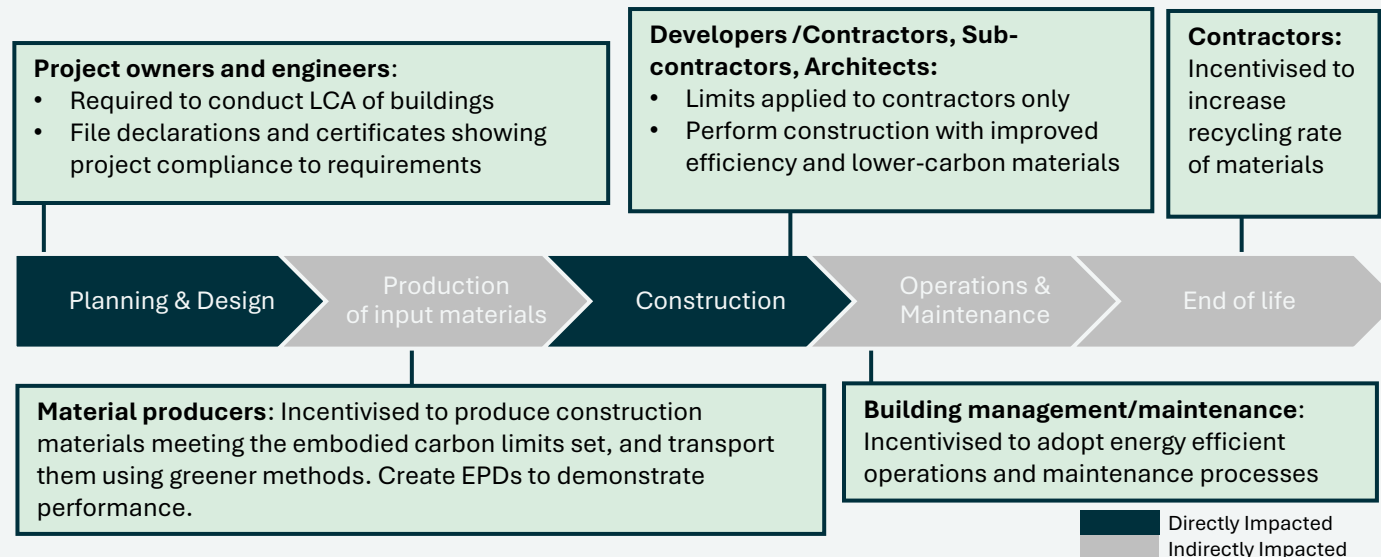 Project owners and engineers:
• Required to conduct LCA of buildings
• File declarations and certificates showing
project compliance to requirements
Developers /Contractors, Sub-
contractors, Architects:
• Limits applied to contractors only
• Perform construction with improved
efficiency and lower-carbon materials
Contractors:
Incentivised to
increase
recycling rate
of materials
Planning & Design
Production
of input materials
Construction
Operations &
Maintenance
End of life
Material producers: Incentivised to produce construction
materials meeting the embodied carbon limits set, and transport
them using greener methods. Create EPDs to demonstrate
performance.
Building management/maintenance:
Incentivised to adopt energy efficient
operations and maintenance processes
Directly Impacted
Indirectly Impacted